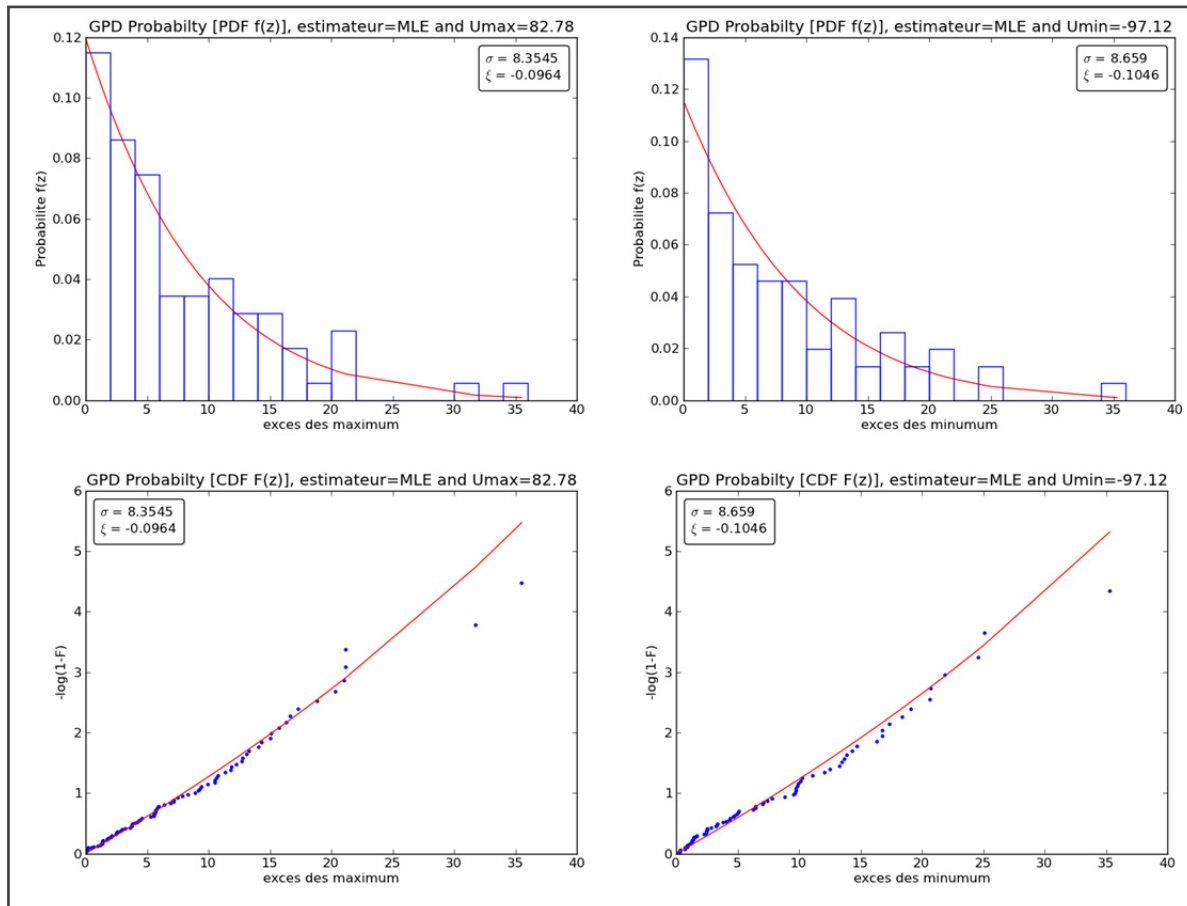 GPD Probabilty [PDF f(z)], estimateur=MLE and Umax=82.78
0.12
0.10
0.08
0.06
0.04
0.02
0.00
Probabilite f(z)
σ = 8.3545
ξ = -0.0964
0 5 10 15 20 25 30 35 40
exces des maximum
GPD Probabilty [PDF f(z)], estimateur=MLE and Umin=-97.12
0.14
0.12
0.10
0.08
0.06
0.04
0.02
0.00
Probabilite f(z)
σ = 8.659
ξ = -0.1046
0 5 10 15 20 25 30 35 40
exces des minumum
GPD Probabilty [CDF F(z)], estimateur=MLE and Umax=82.78
6
5
4
3
2
1
0
-log(1-F)
σ = 8.3545
ξ = -0.0964
0 5 10 15 20 25 30 35 40
exces des maximum
GPD Probabilty [CDF F(z)], estimateur=MLE and Umin=-97.12
6
5
4
3
2
1
0
-log(1-F)
σ = 8.659
ξ = -0.1046
0 5 10 15 20 25 30 35 40
exces des minumum